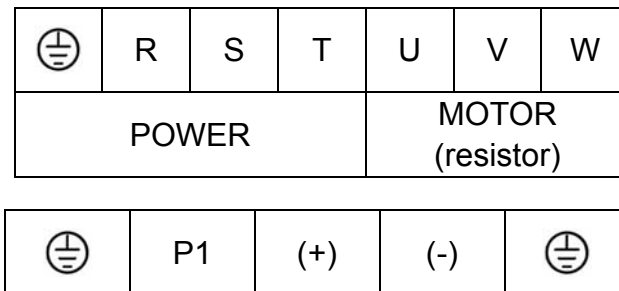 R S T U V W
POWER MOTOR
(resistor)
P1 (+) (-)